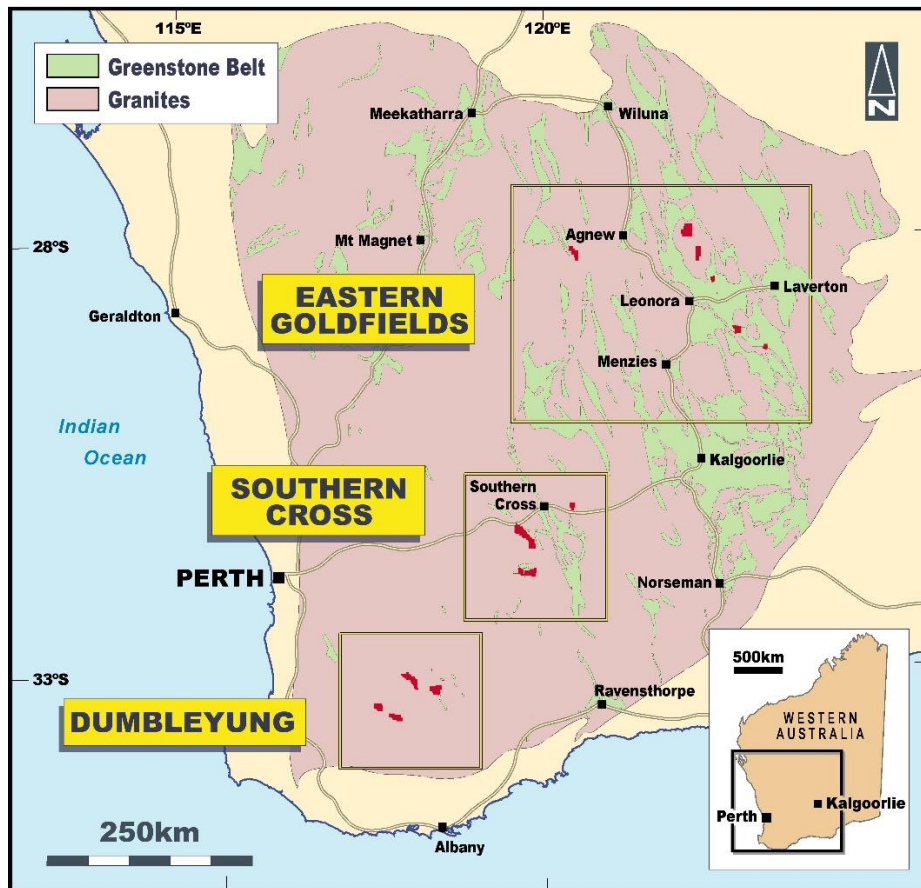 115ºE
120ºE
Greenstone Belt
Granites
N
Meekatharra
Wiluna
Mt Magnet
Agnew
28ºS
Laverton
EASTERN
GOLDFIELDS
Leonora
Geraldton
Menzies
Indian
Ocean
Kalgoorlie
SOUTHERN
CROSS
Southern
Cross
PERTH
Norseman
33ºS
Ravensthorpe
DUMBLEYUNG
500km
WESTERN
AUSTRALIA
Kalgoorlie
Perth
250km
Albany